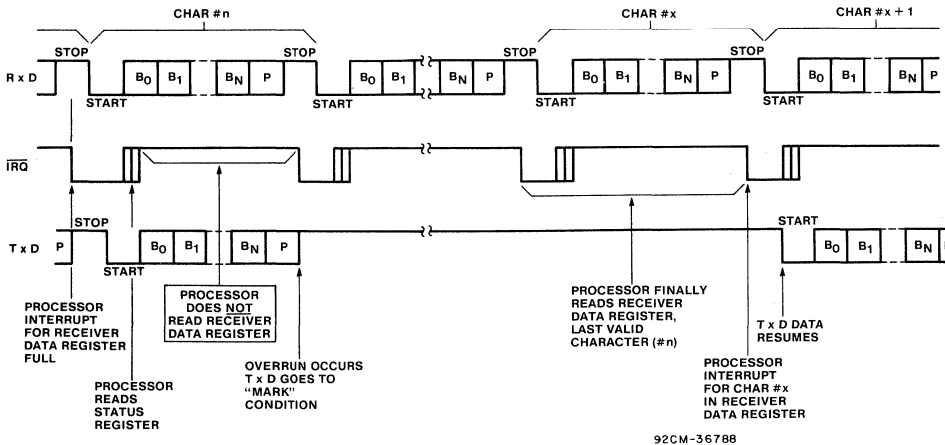 CHAR #n CHAR #x CHAR #x + 1
STOP STOP STOP STOP
R x D B0 B1 BN P B0 B1 BN P B0 B1 BN P B0 B1 BN P
START START START START
IRQ
STOP START
T x D P B0 B1 BN P B0 B1 BN
START
PROCESSOR
INTERRUPT
FOR RECEIVER
DATA REGISTER
FULL
PROCESSOR
READS
STATUS
REGISTER
PROCESSOR
DOES NOT
READ RECEIVER
DATA REGISTER
OVERRUN OCCURS
T x D GOES TO
"MARK"
CONDITION
PROCESSOR FINALLY
READS RECEIVER
DATA REGISTER,
LAST VALID
CHARACTER (#n)
PROCESSOR
INTERRUPT
FOR CHAR #x
IN RECEIVER
DATA REGISTER
T x D DATA
RESUMES
92CM-36788